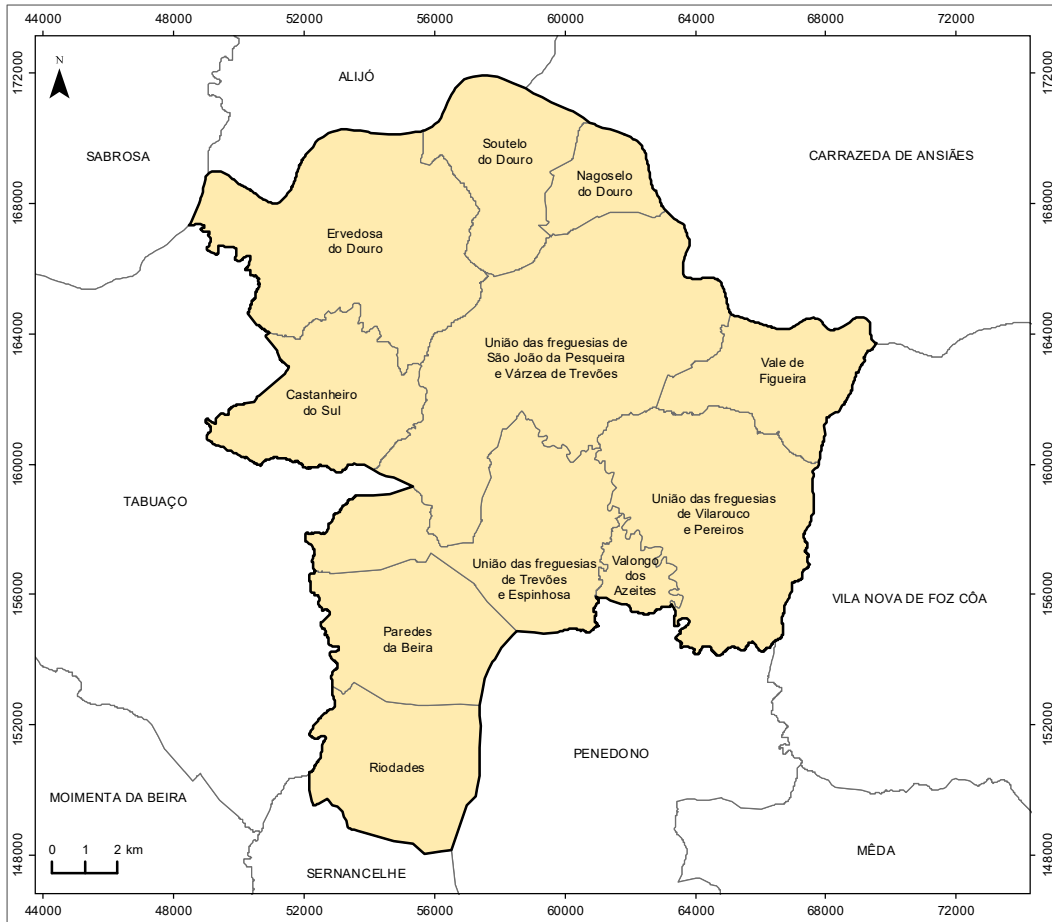 44000 48000 52000 56000 60000 64000 68000 72000
172000
172000
N
ALIJÓ
SABROSA
CARRAZEDA DE ANSIÃES
Soutelo
do Douro
Nagoselo
do Douro
168000
168000
Ervedosa
do Douro
164000
164000
União das freguesias de
São João da Pesqueira
e Várzea de Trevões
Vale de
Figueira
Castanheiro
do Sul
160000
160000
TABUAÇO
União das freguesias
de Vilarouco
e Pereiros
União das freguesias
de Trevões
e Espinhosa
Valongo
dos
Azeites
156000
156000
VILA NOVA DE FOZ CÔA
Paredes
da Beira
152000
152000
PENEDONO
Riodades
MOIMENTA DA BEIRA
148000
148000
0 1 2 km
MÊDA
SERNANCELHE
44000 48000 52000 56000 60000 64000 68000 72000